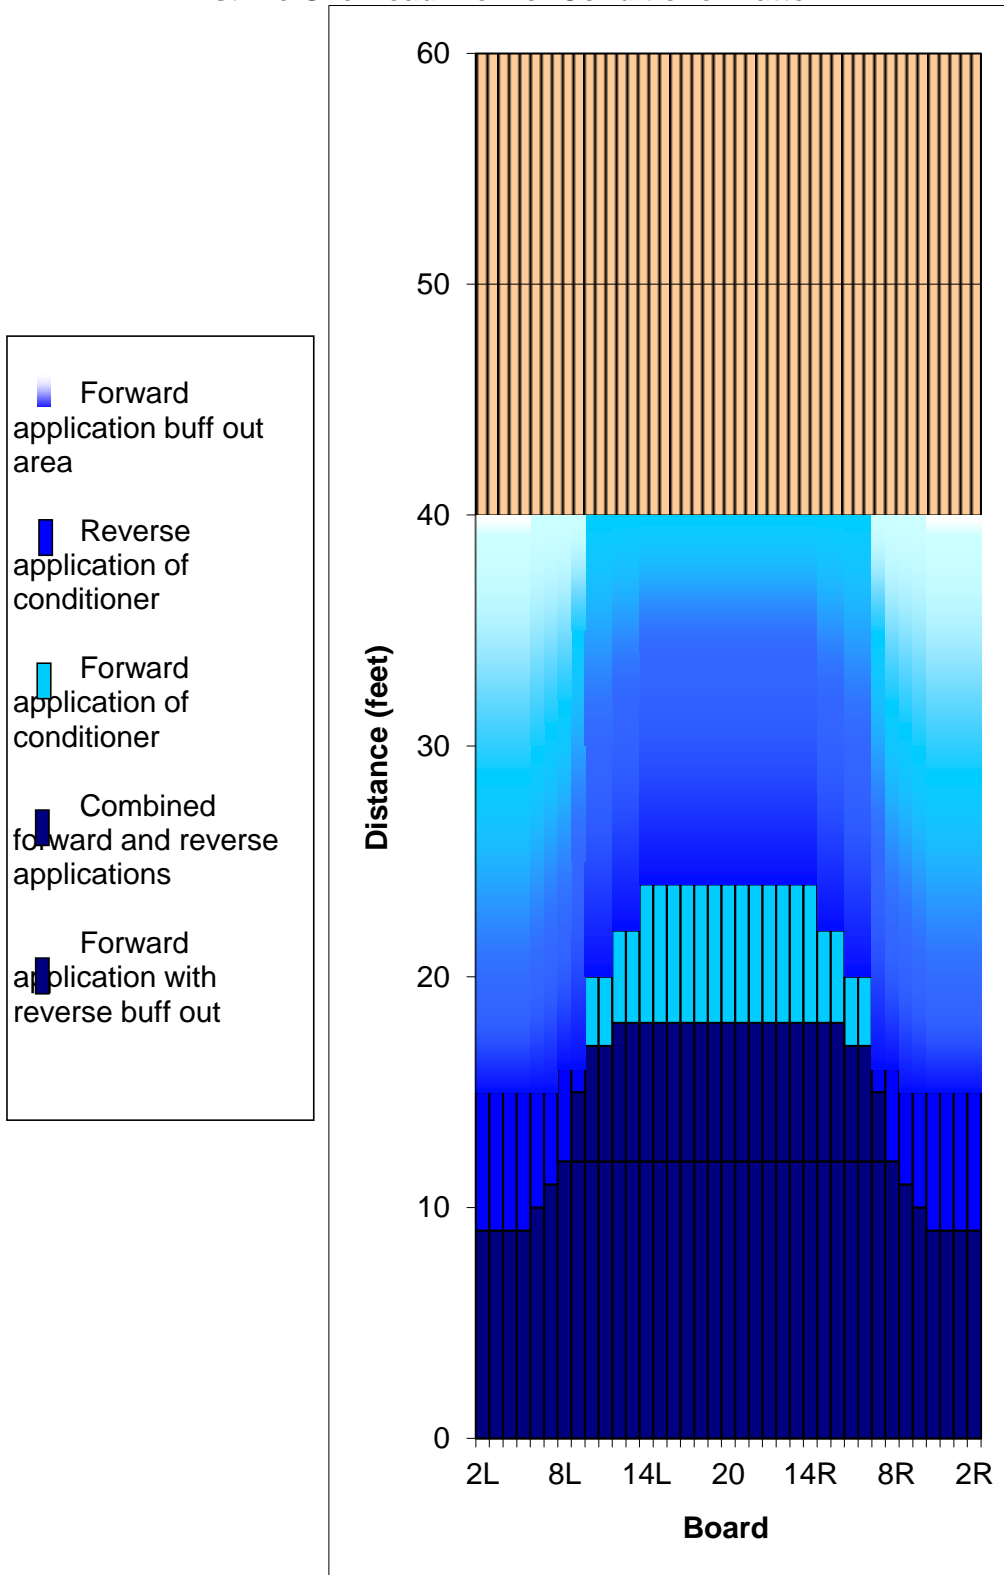 Forward
application buff out
area
Reverse
application of
conditioner
Forward
application of
conditioner
Combined
forward and reverse
applications
Forward
application with
reverse buff out
60
50
40
30
20
10
0
Distance (feet)
2L 8L 14L 20 14R 8R 2R
Board